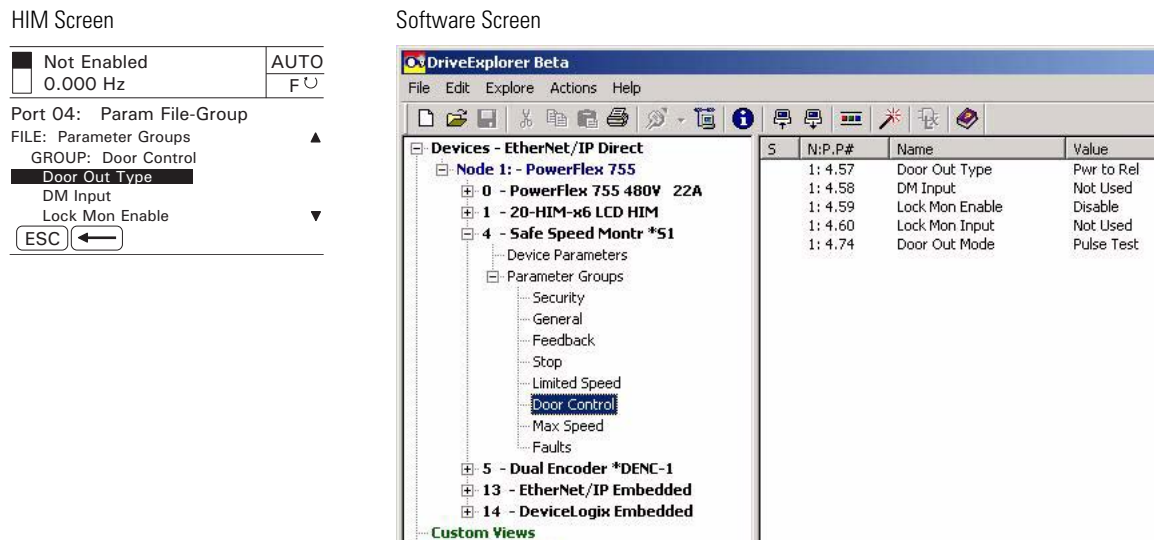 HIM Screen
Not Enabled
AUTO
0.000 Hz
F
Port 04: Param File-Group
FILE: Parameter Groups
GROUP: Door Control
Door Out Type
DM Input
Lock Mon Enable
ESC
Software Screen
DriveExplorer Beta
File Edit Explore Actions Help
Devices - EtherNet/IP Direct
Node 1: - PowerFlex 755
0 - PowerFlex 755 480V 22A
1 - 20-HIM-x6 LCD HIM
4 - Safe Speed Montr *S1
Device Parameters
Parameter Groups
Security
General
Feedback
Stop
Limited Speed
Door Control
Max Speed
Faults
5 - Dual Encoder *DENC-1
13 - EtherNet/IP Embedded
14 - DeviceLogix Embedded
Custom Views
S N:P.P# Name Value
1: 4.57 Door Out Type Pwr to Rel
1: 4.58 DM Input Not Used
1: 4.59 Lock Mon Enable Disable
1: 4.60 Lock Mon Input Not Used
1: 4.74 Door Out Mode Pulse Test